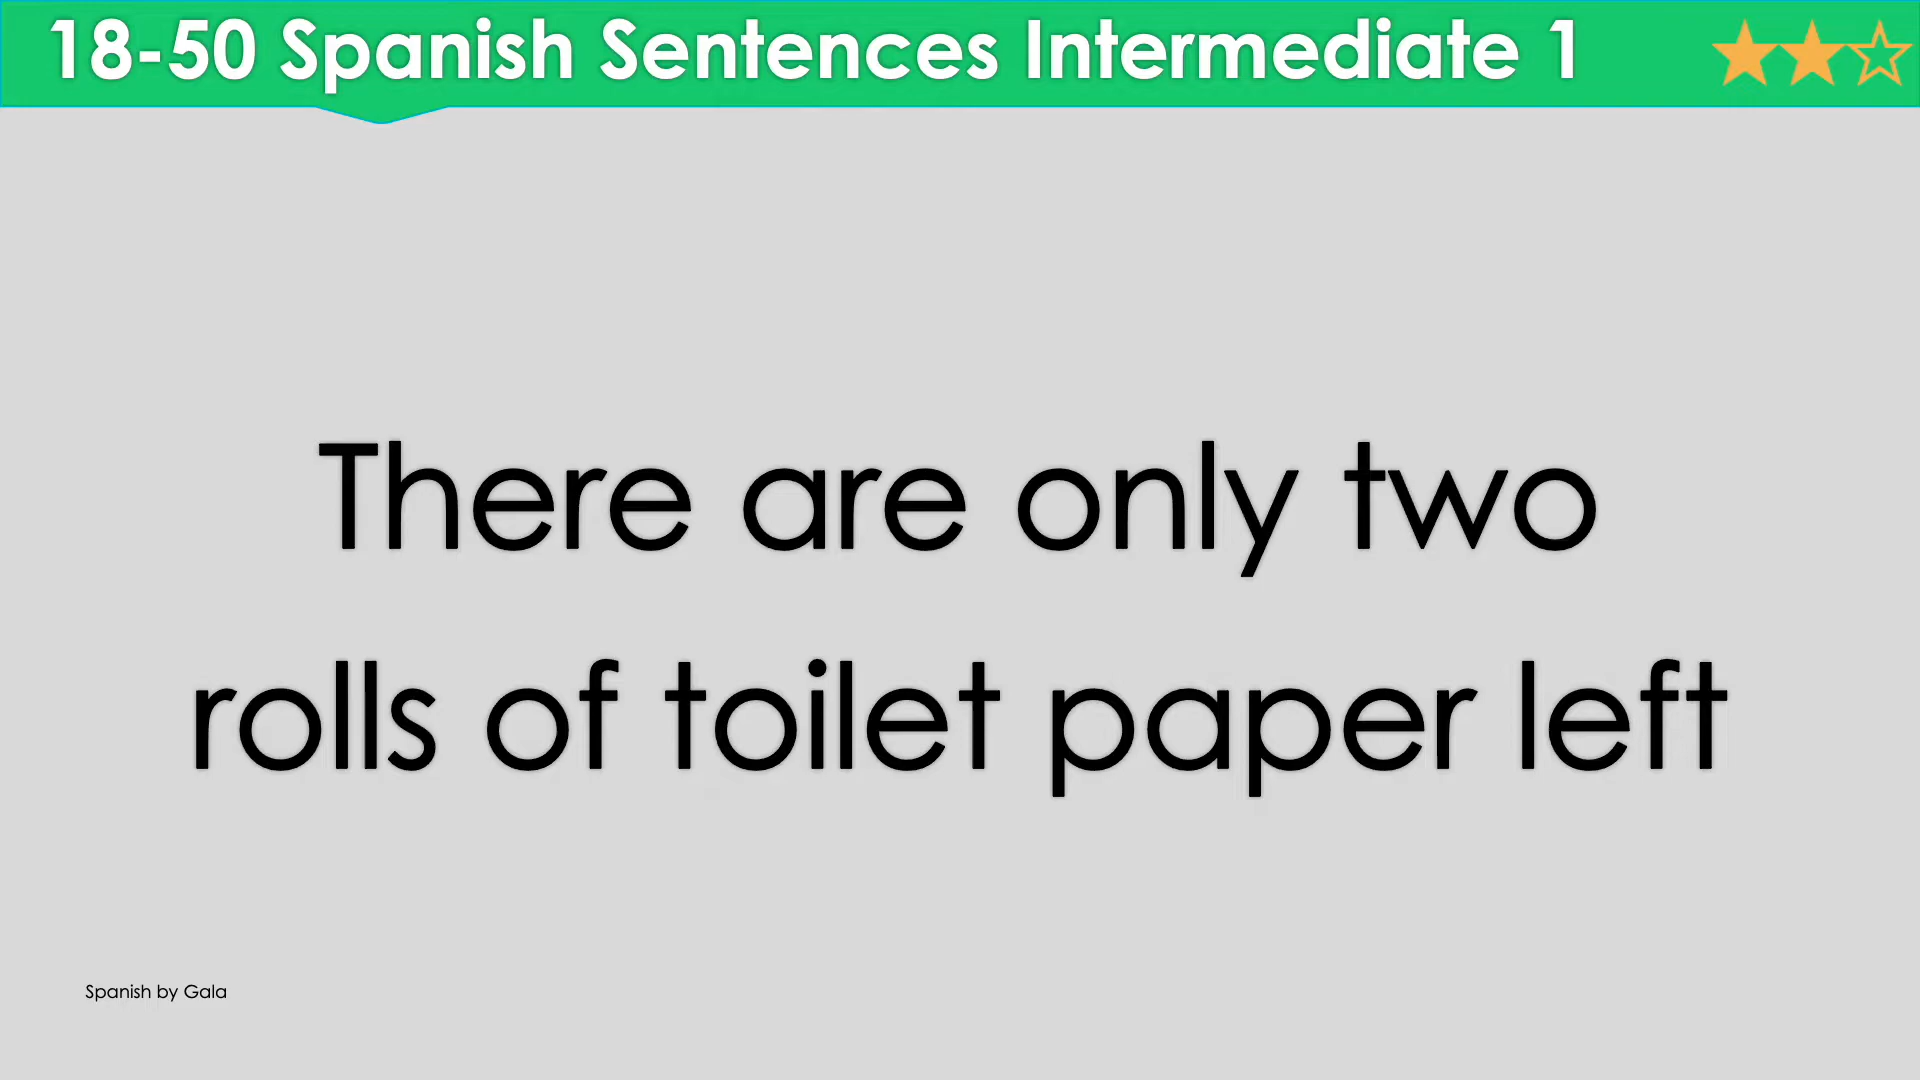 18-50 Spanish Sentences Intermediate 1
There are only two
rolls of toilet paper left
Spanish by Gala